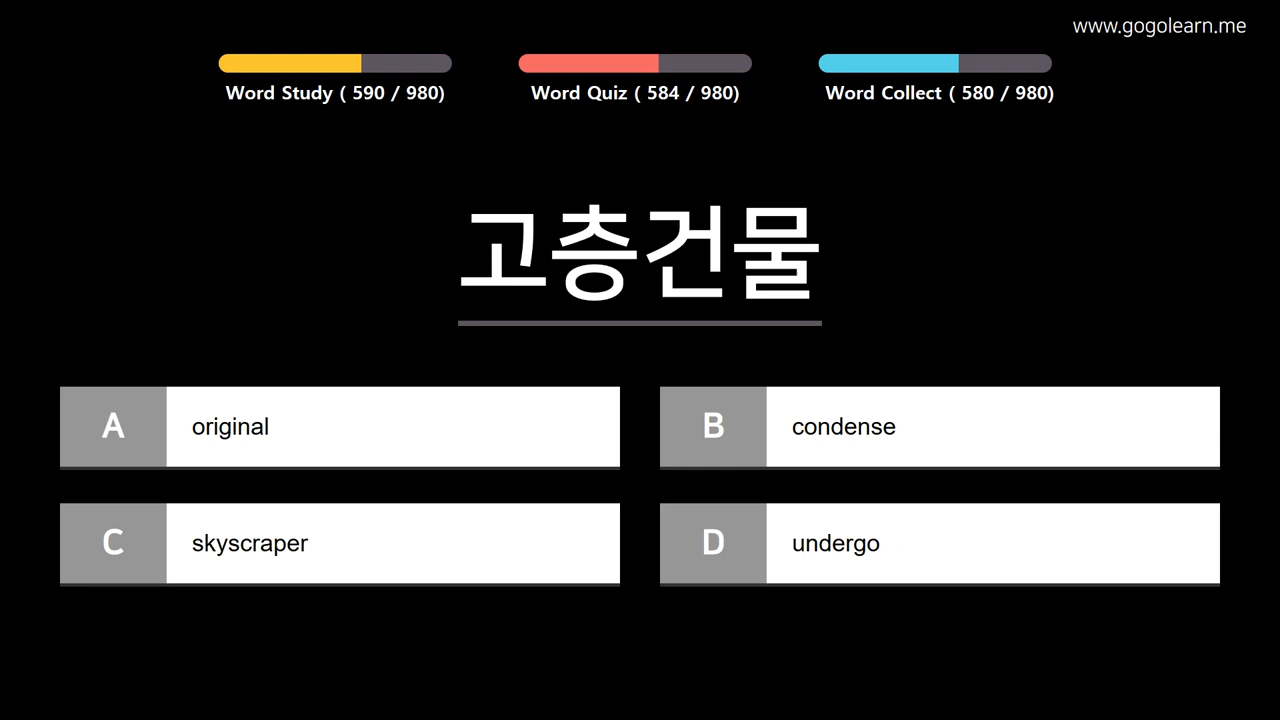 www.gogolearn.me
Word Study ( 590 / 980)
Word Quiz ( 584 / 980)
Word Collect ( 580 / 980)
고층건물
A original
B condense
C skyscraper
D undergo